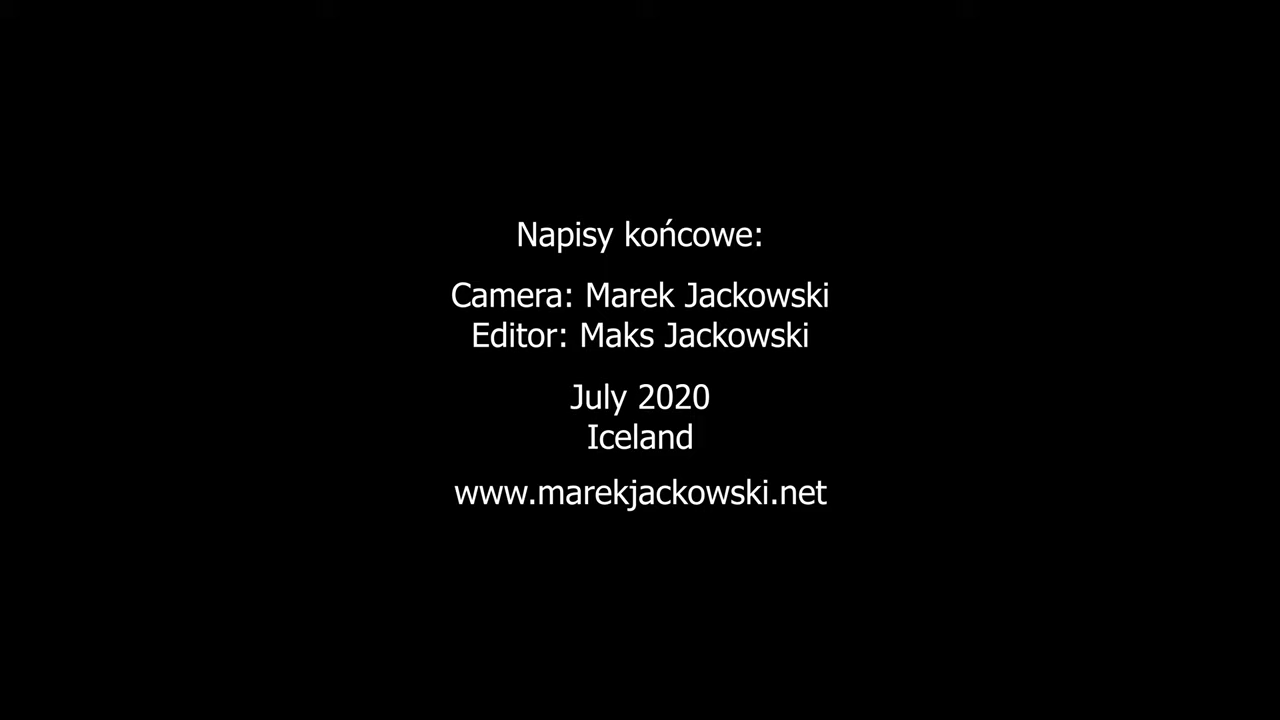 Napisy końcowe:
Camera: Marek Jackowski
Editor: Maks Jackowski
July 2020
Iceland
www.marekjackowski.net